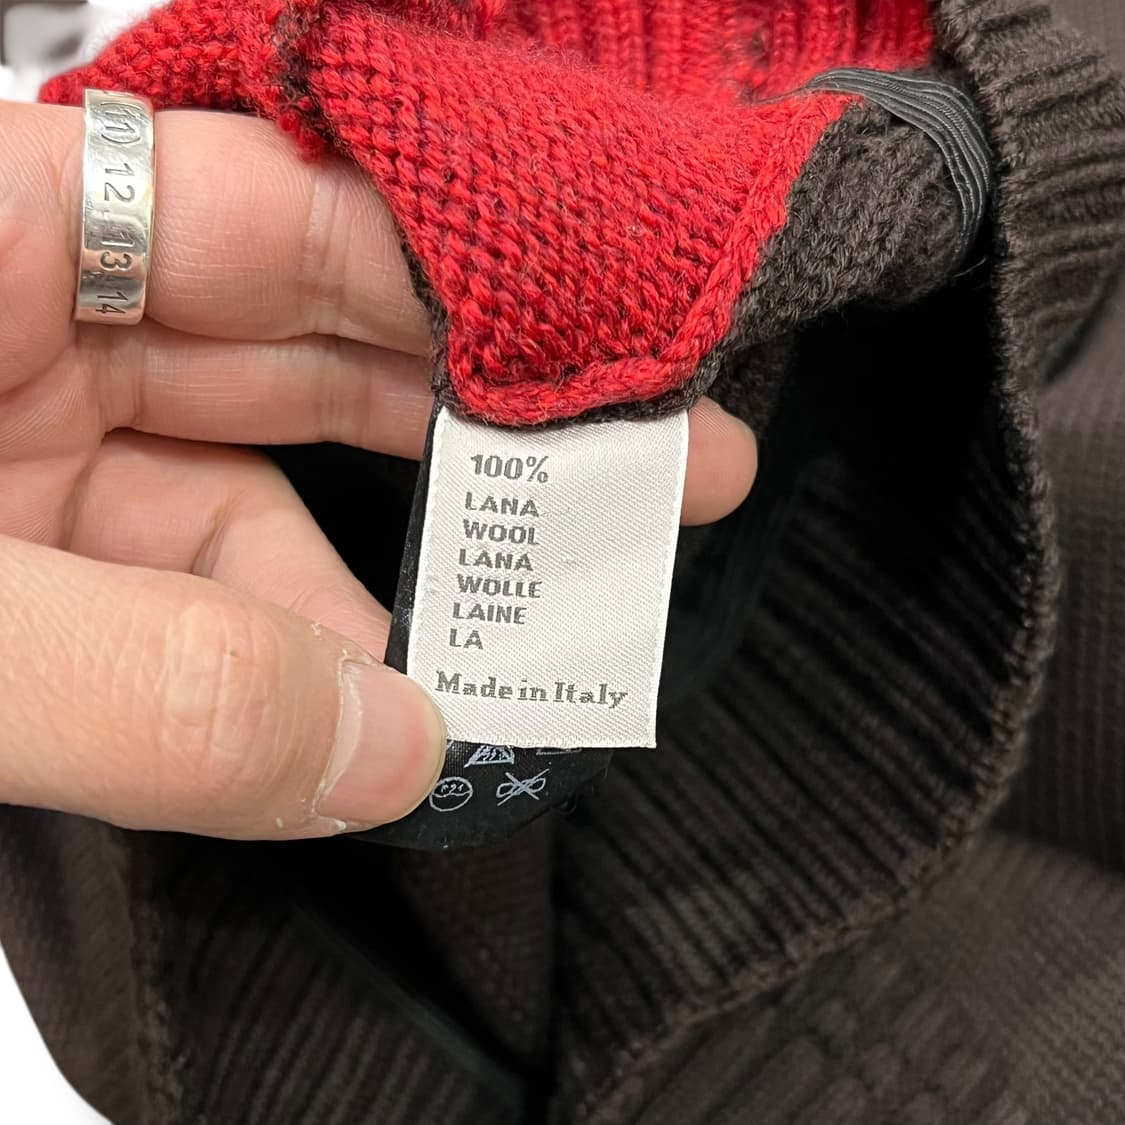 (11) 12 13 14
100%
LANA
WOOL
LANA
WOLLE
LAINE
LA
Made in Italy